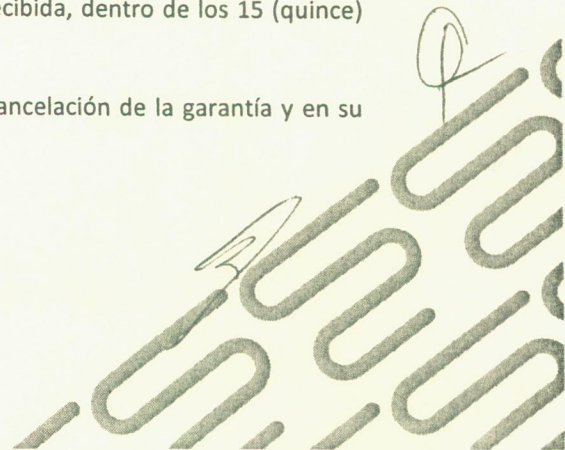 ecibida, dentro de los 15 (quince)
ancelación de la garantía y en su